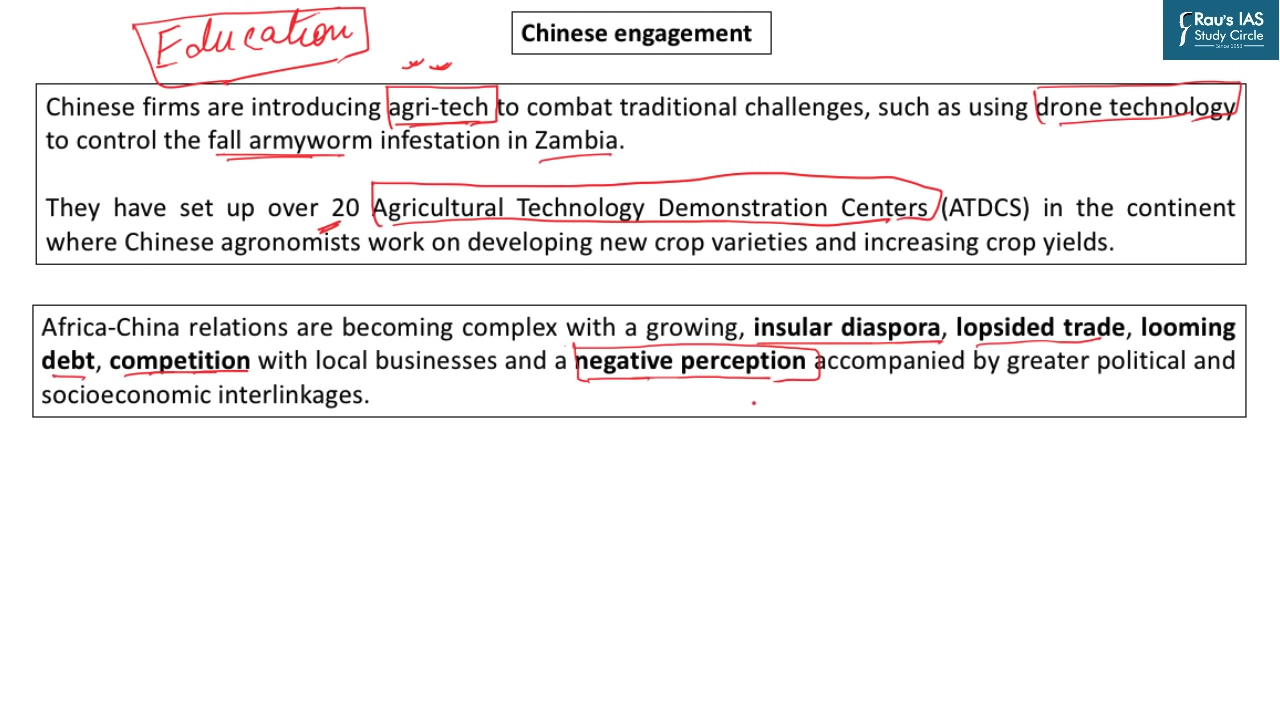 Education
Chinese engagement
Rau's IAS
Study Circle
Since 1953
Chinese firms are introducing agri-tech to combat traditional challenges, such as using drone technology
to control the fall armyworm infestation in Zambia.
They have set up over 20 Agricultural Technology Demonstration Centers (ATDCS) in the continent
where Chinese agronomists work on developing new crop varieties and increasing crop yields.
Africa-China relations are becoming complex with a growing, insular diaspora, lopsided trade, looming
debt, competition with local businesses and a negative perception accompanied by greater political and
socioeconomic interlinkages.